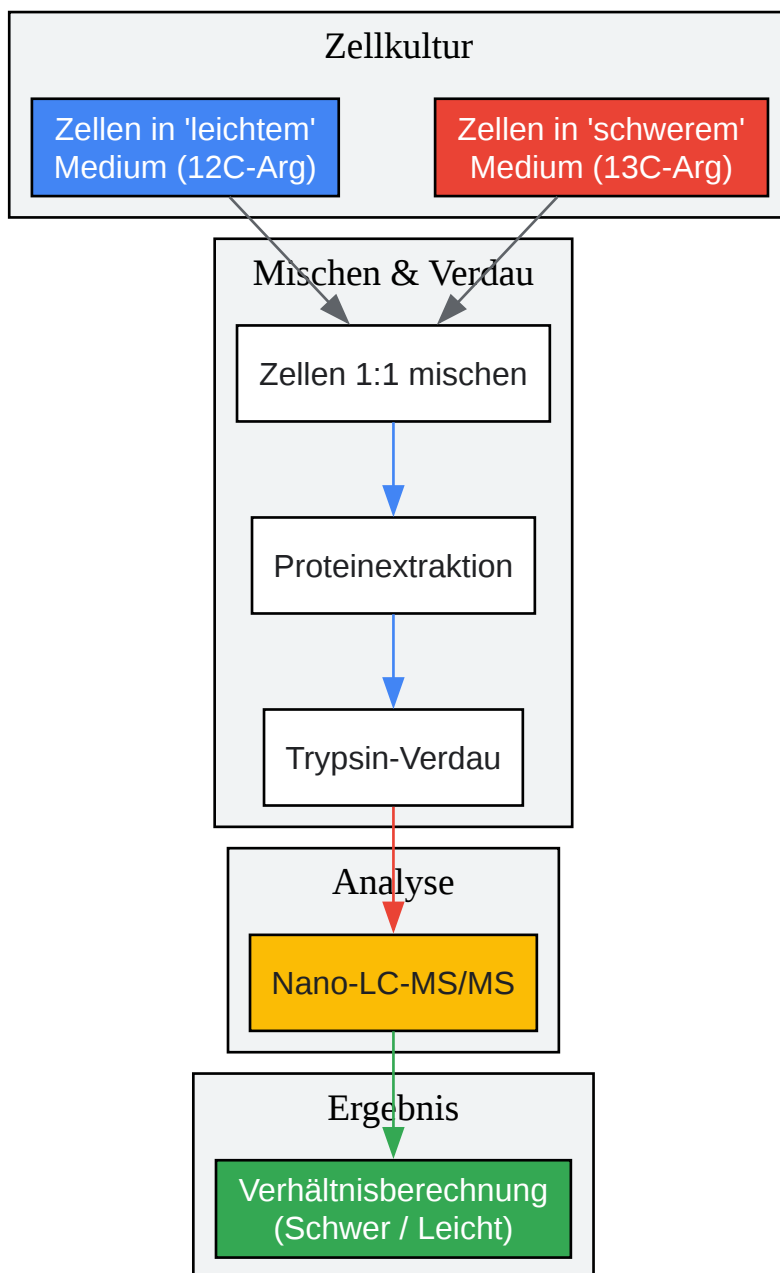 Zellkultur
Zellen in 'leichtem'
Medium (12C-Arg)
Zellen in 'schwerem'
Medium (13C-Arg)
Mischen & Verdau
Zellen 1:1 mischen
Proteinextraktion
Trypsin-Verdau
Analyse
Nano-LC-MS/MS
Ergebnis
Verhältnisberechnung
(Schwer / Leicht)